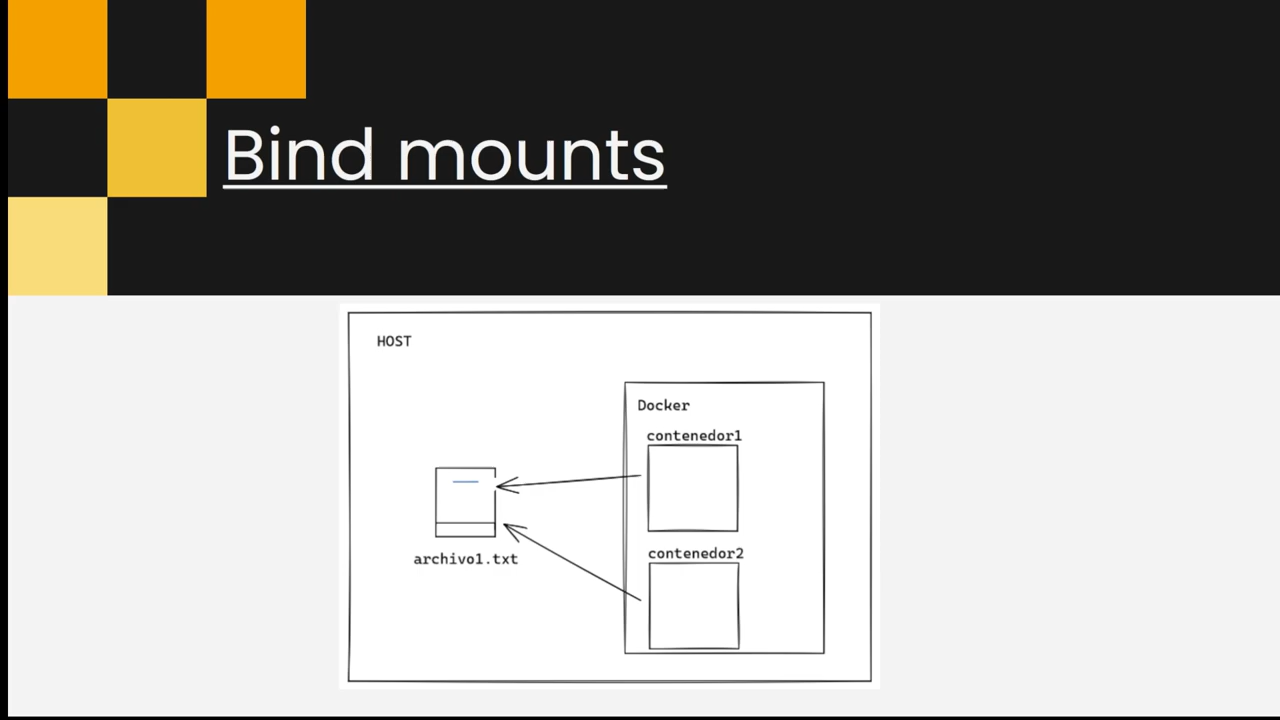 Bind mounts
HOST
Docker
contenedor1
archivo1.txt
contenedor2